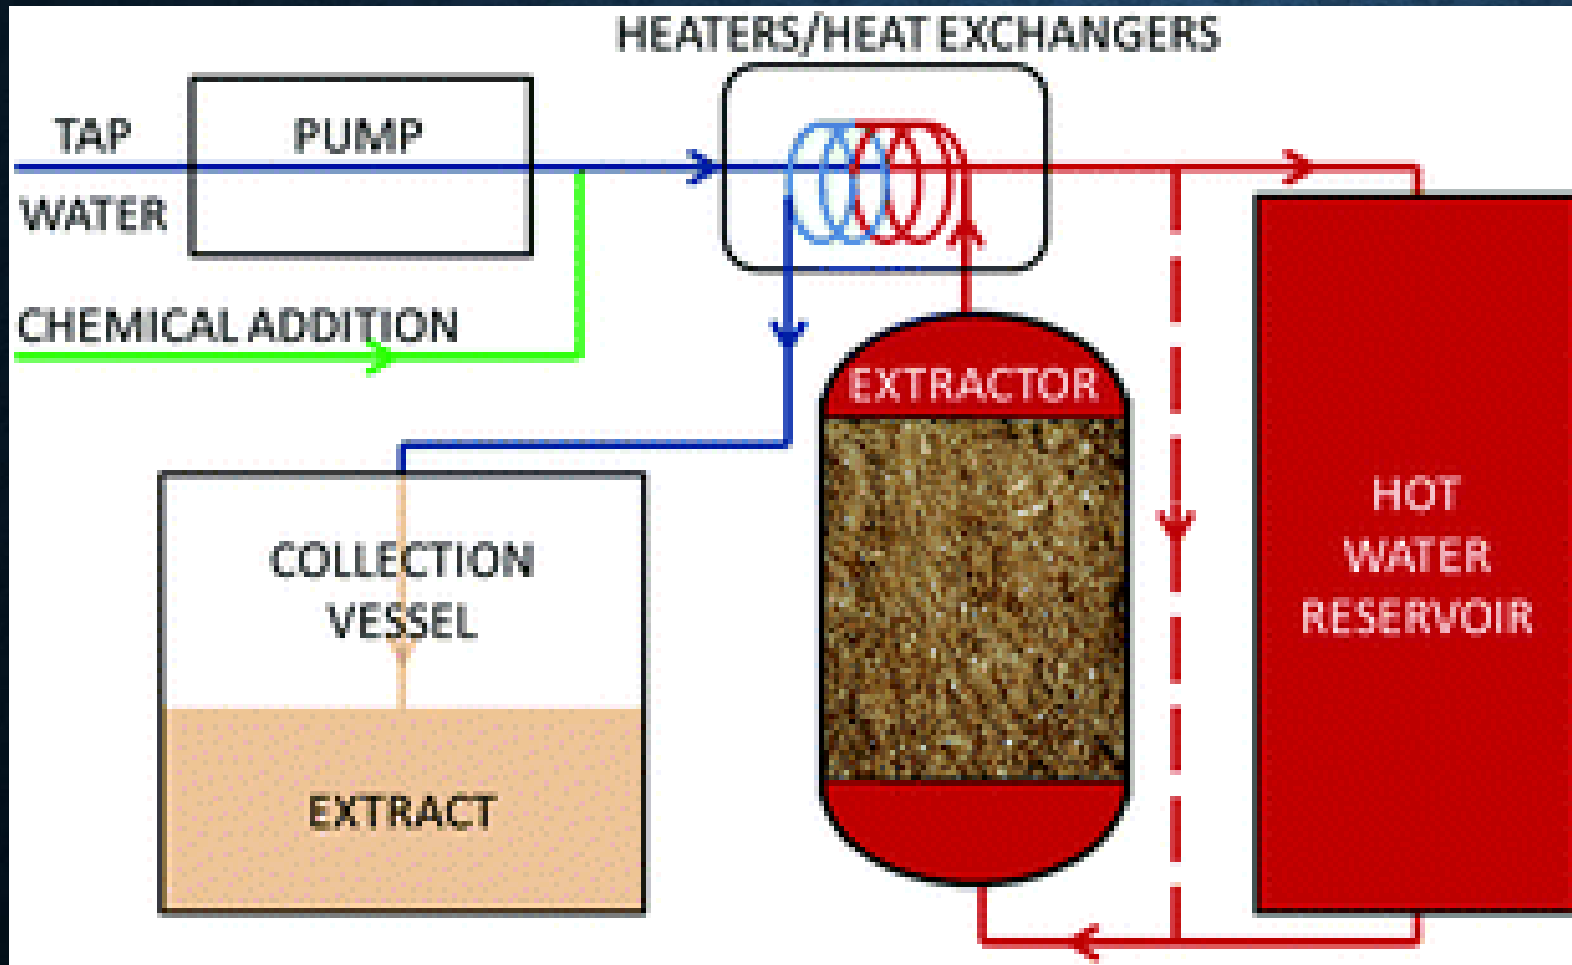 HEATERS/HEAT EXCHANGERS
TAP
WATER
PUMP
CHEMICAL ADDITION
EXTRACTOR
COLLECTION
VESSEL
EXTRACT
HOT
WATER
RESERVOIR